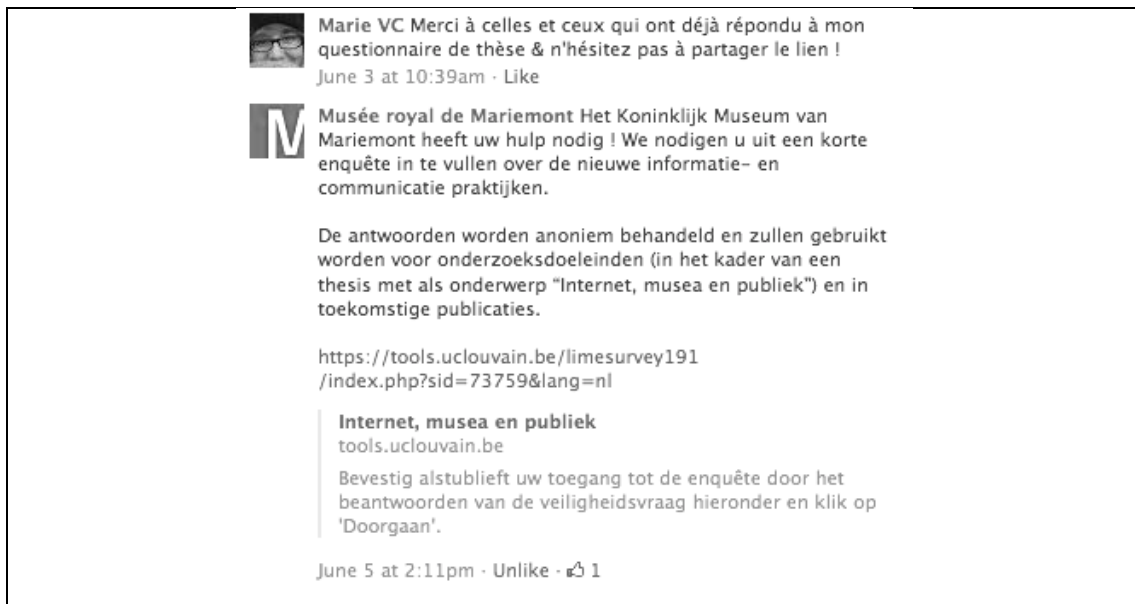 Marie VC Merci à celles et ceux qui ont déjà répondu à mon
questionnaire de thèse & n'hésitez pas à partager le lien !
June 3 at 10:39am · Like
M
Musée royal de Mariemont Het Koninklijk Museum van
Mariemont heeft uw hulp nodig ! We nodigen u uit een korte
enquête in te vullen over de nieuwe informatie- en
communicatie praktijken.
De antwoorden worden anoniem behandeld en zullen gebruikt
worden voor onderzoeksdoeleinden (in het kader van een
thesis met als onderwerp "Internet, musea en publiek") en in
toekomstige publicaties.
https://tools.uclouvain.be/limesurvey191
/index.php?sid=73759&lang=nl
Internet, musea en publiek
tools.uclouvain.be
Bevestig alstublieft uw toegang tot de enquête door het
beantwoorden van de veiligheidsvraag hieronder en klik op
'Doorgaan'.
June 5 at 2:11pm · Unlike · 1